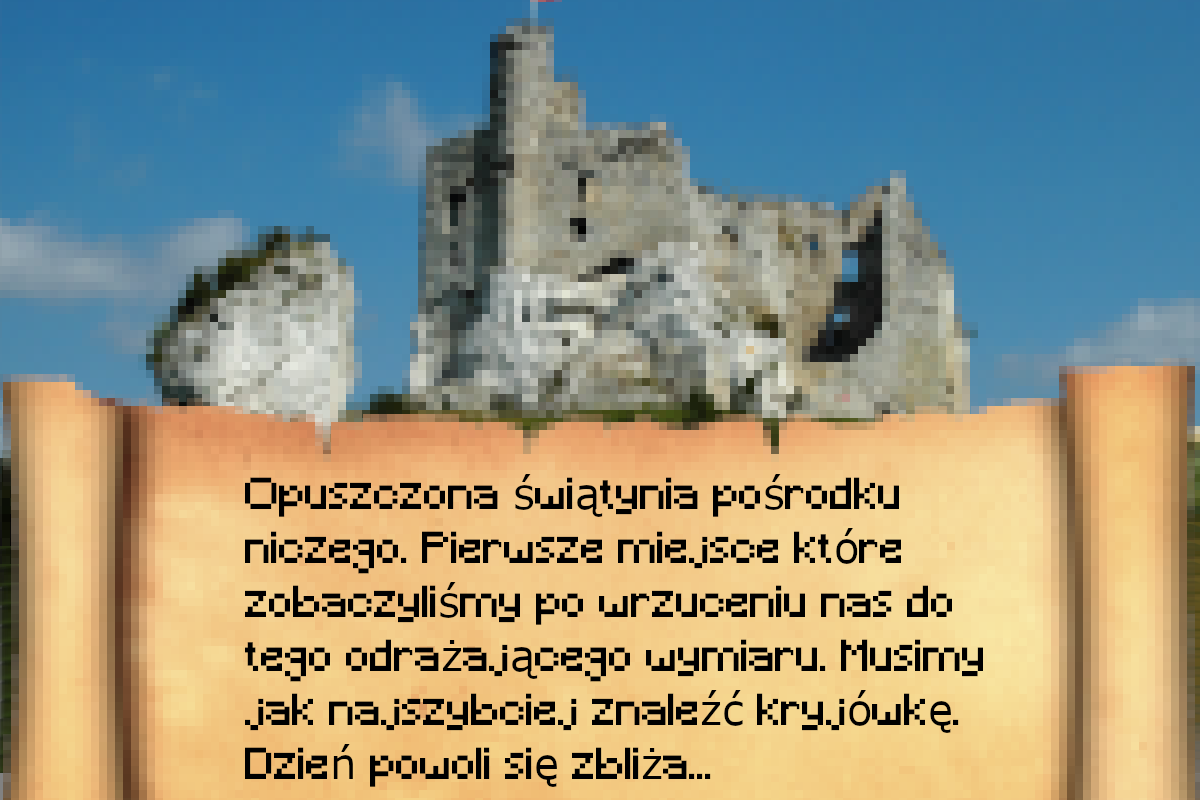 Opuszczona świątynia pośrodku
niczego. Pierwsze miejsce które
zobaczyliśmy po wrzuceniu nas do
tego odrażającego wymiaru. Musimy
jak najszybciej znaleźć kryjówkę.
Dzień powoli się zbliża...